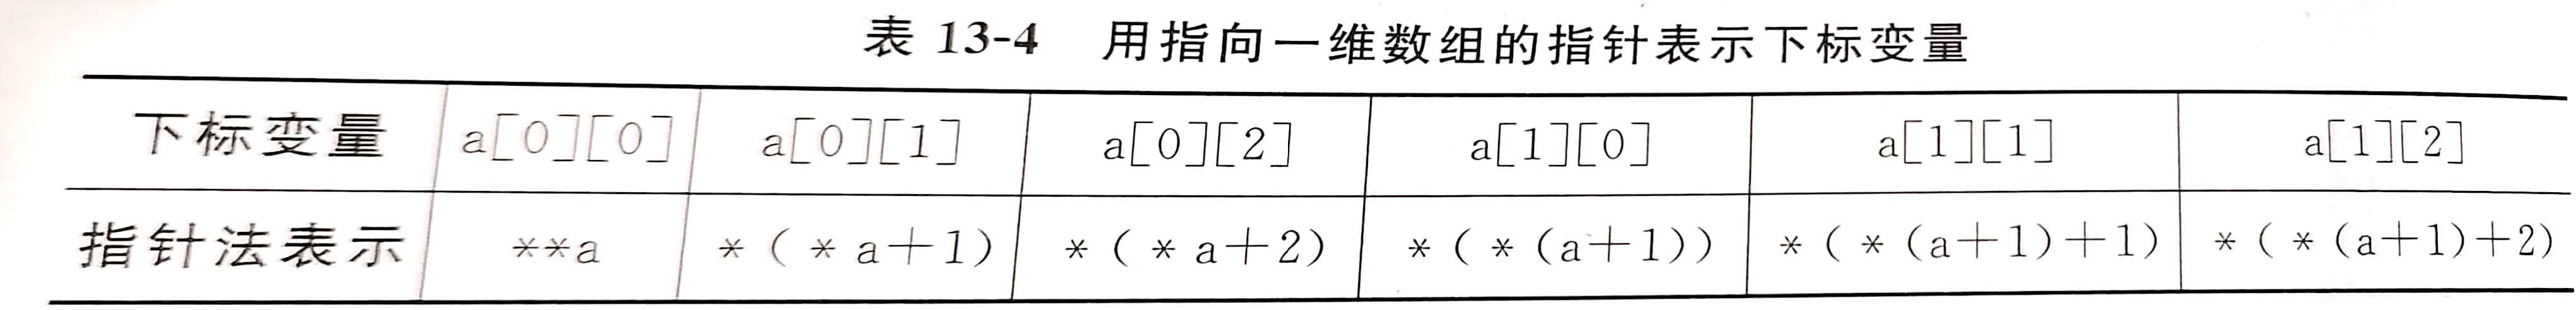 表 13-4 用指向一维数组的指针表示下标变量
下标变量 a[0][0] a[0][1] a[0][2] a[1][0] a[1][1] a[1][2]
指针法表示 **a *(*a+1) *(*a+2) *(*(a+1)) *(*(a+1)+1) *(*(a+1)+2)